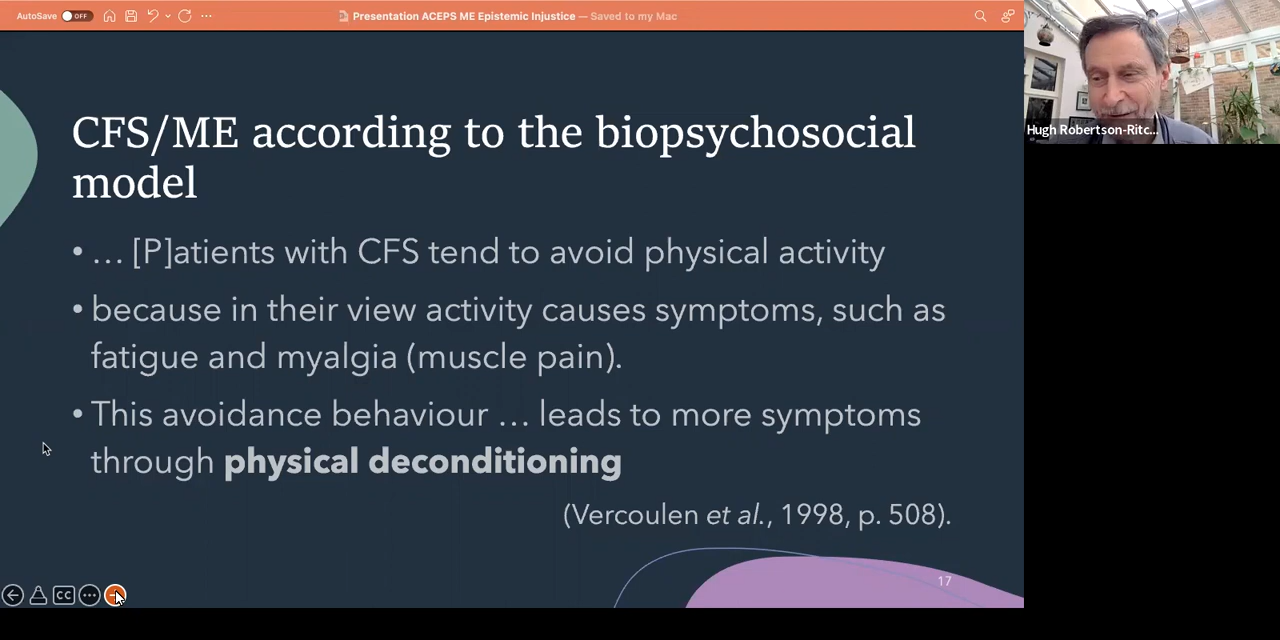 AutoSave OFF
Presentation ACEPS ME Epistemic Injustice — Saved to my Mac
CFS/ME according to the biopsychosocial
model
• … [P]atients with CFS tend to avoid physical activity
• because in their view activity causes symptoms, such as
fatigue and myalgia (muscle pain).
• This avoidance behaviour … leads to more symptoms
through physical deconditioning
(Vercoulen et al., 1998, p. 508).
17
CC
Hugh Robertson-Ritc...